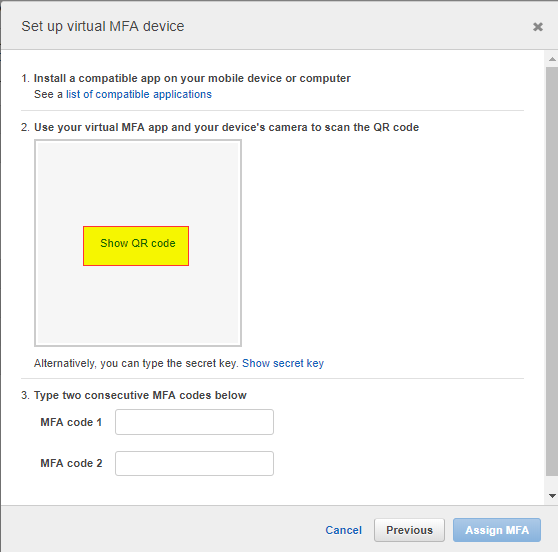 Set up virtual MFA device
1. Install a compatible app on your mobile device or computer
See a list of compatible applications
2. Use your virtual MFA app and your device's camera to scan the QR code
Show QR code
Alternatively, you can type the secret key. Show secret key
3. Type two consecutive MFA codes below
MFA code 1
MFA code 2
Cancel Previous Assign MFA